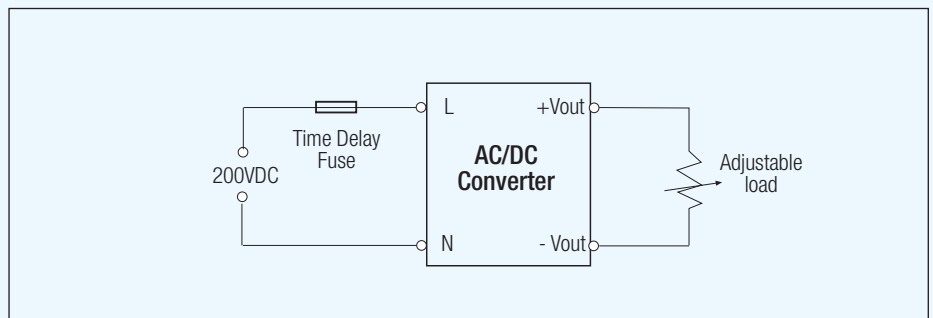 L
+Vout
Time Delay
Fuse
AC/DC
Converter
Adjustable
load
200VDC
N
- Vout